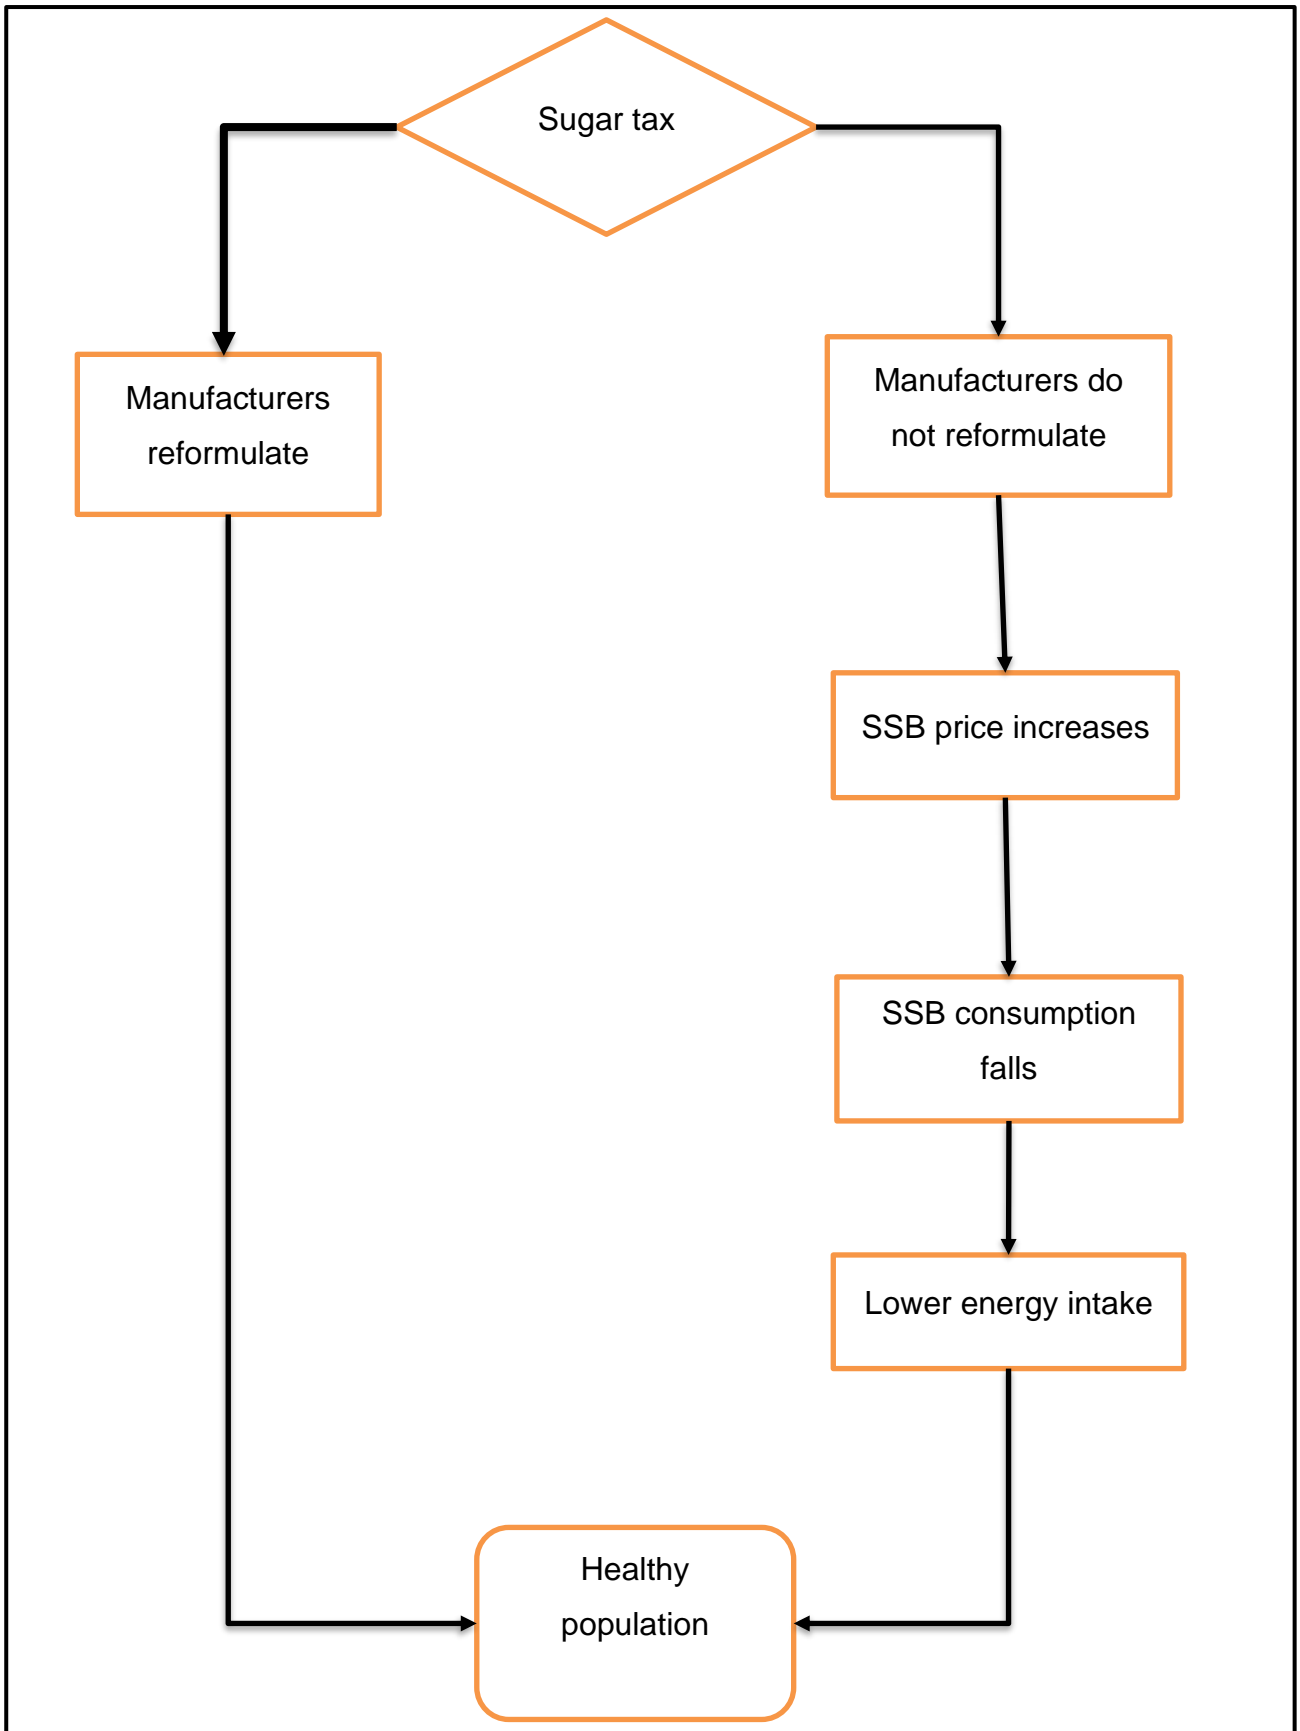 Sugar tax
Manufacturers
reformulate
Manufacturers do
not reformulate
SSB price increases
SSB consumption
falls
Lower energy intake
Healthy
population